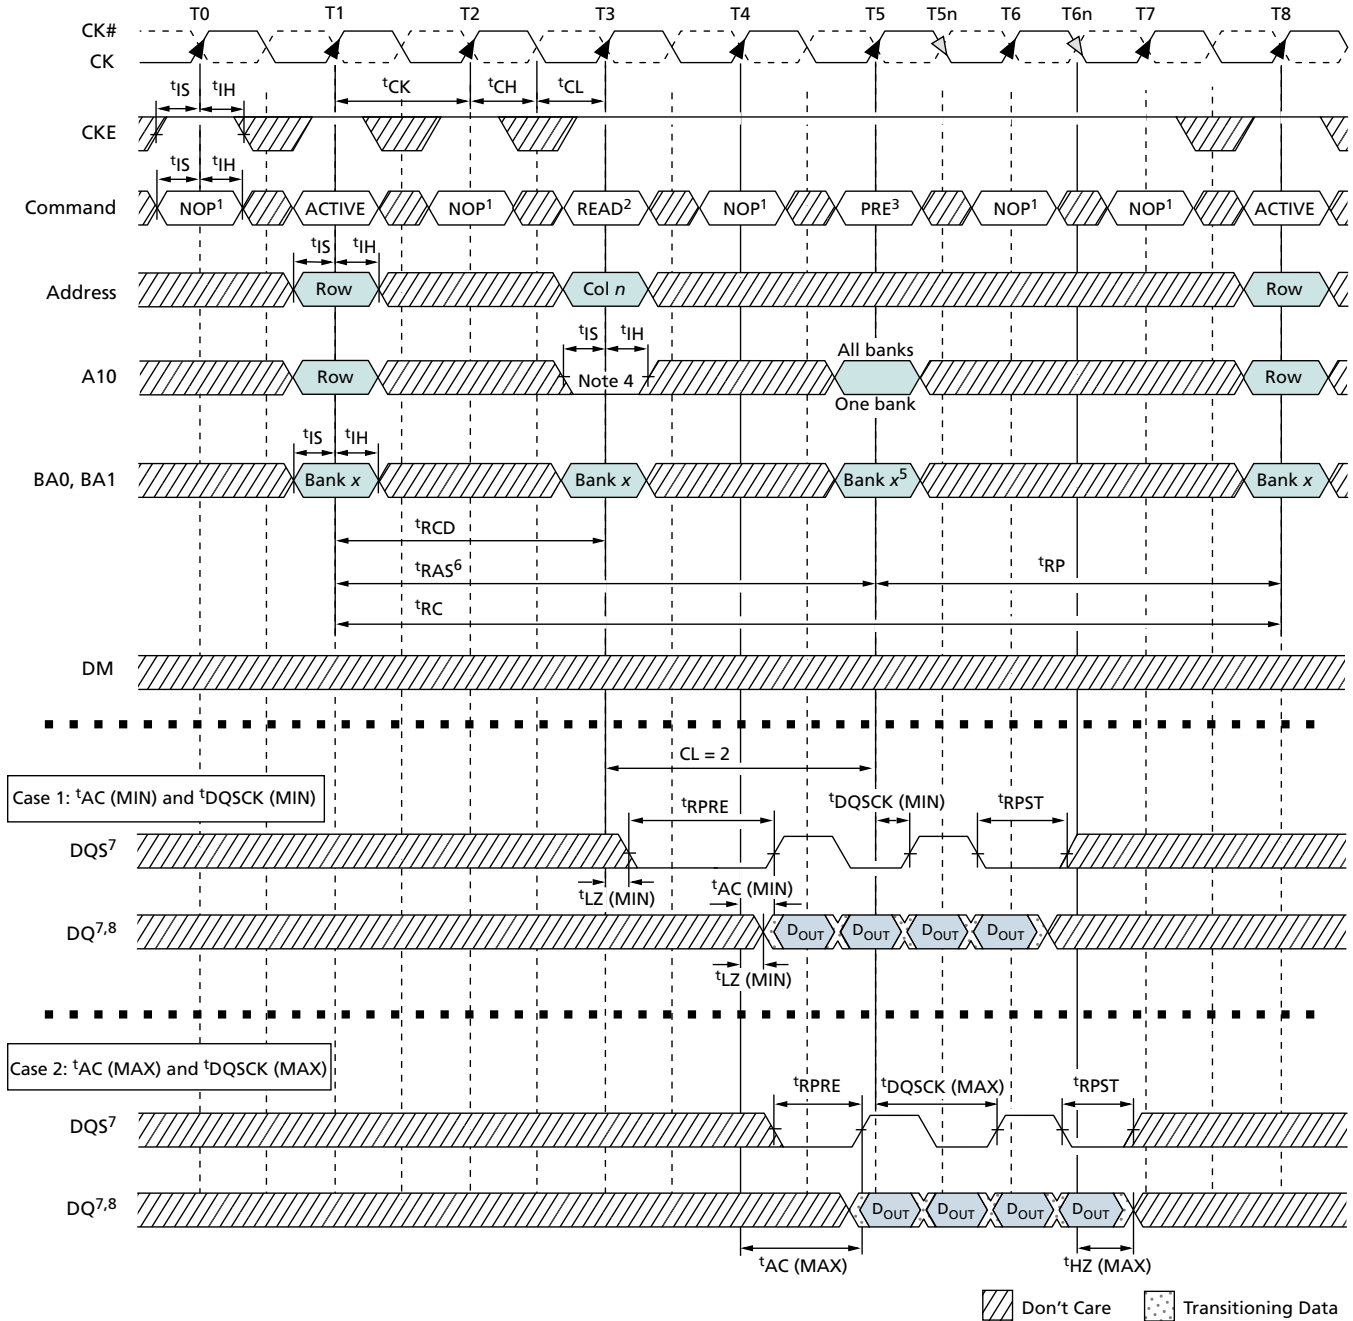 T0 T1 T2 T3 T4 T5 T5n T6 T6n T7 T8
CK#
CK
tIS tIH tCK tCH tCL
CKE
tIS tIH
Command NOP1 ACTIVE NOP1 READ2 NOP1 PRE3 NOP1 NOP1 ACTIVE
tIS tIH
Address Row Col n Row
tIS tIH All banks
A10 Row Note 4 Row
One bank
tIS tIH
BA0, BA1 Bank x Bank x Bank x5 Bank x
tRCD
tRAS6 tRP
tRC
DM
CL = 2
Case 1: tAC (MIN) and tDQSCK (MIN)
tRPRE tDQSCK (MIN) tRPST
DQS7
tLZ (MIN) tAC (MIN)
DQ7,8 DOUT DOUT DOUT DOUT
tLZ (MIN)
Case 2: tAC (MAX) and tDQSCK (MAX)
tRPRE tDQSCK (MAX) tRPST
DQS7
DQ7,8 DOUT DOUT DOUT DOUT
tAC (MAX) tHZ (MAX)
Don't Care Transitioning Data